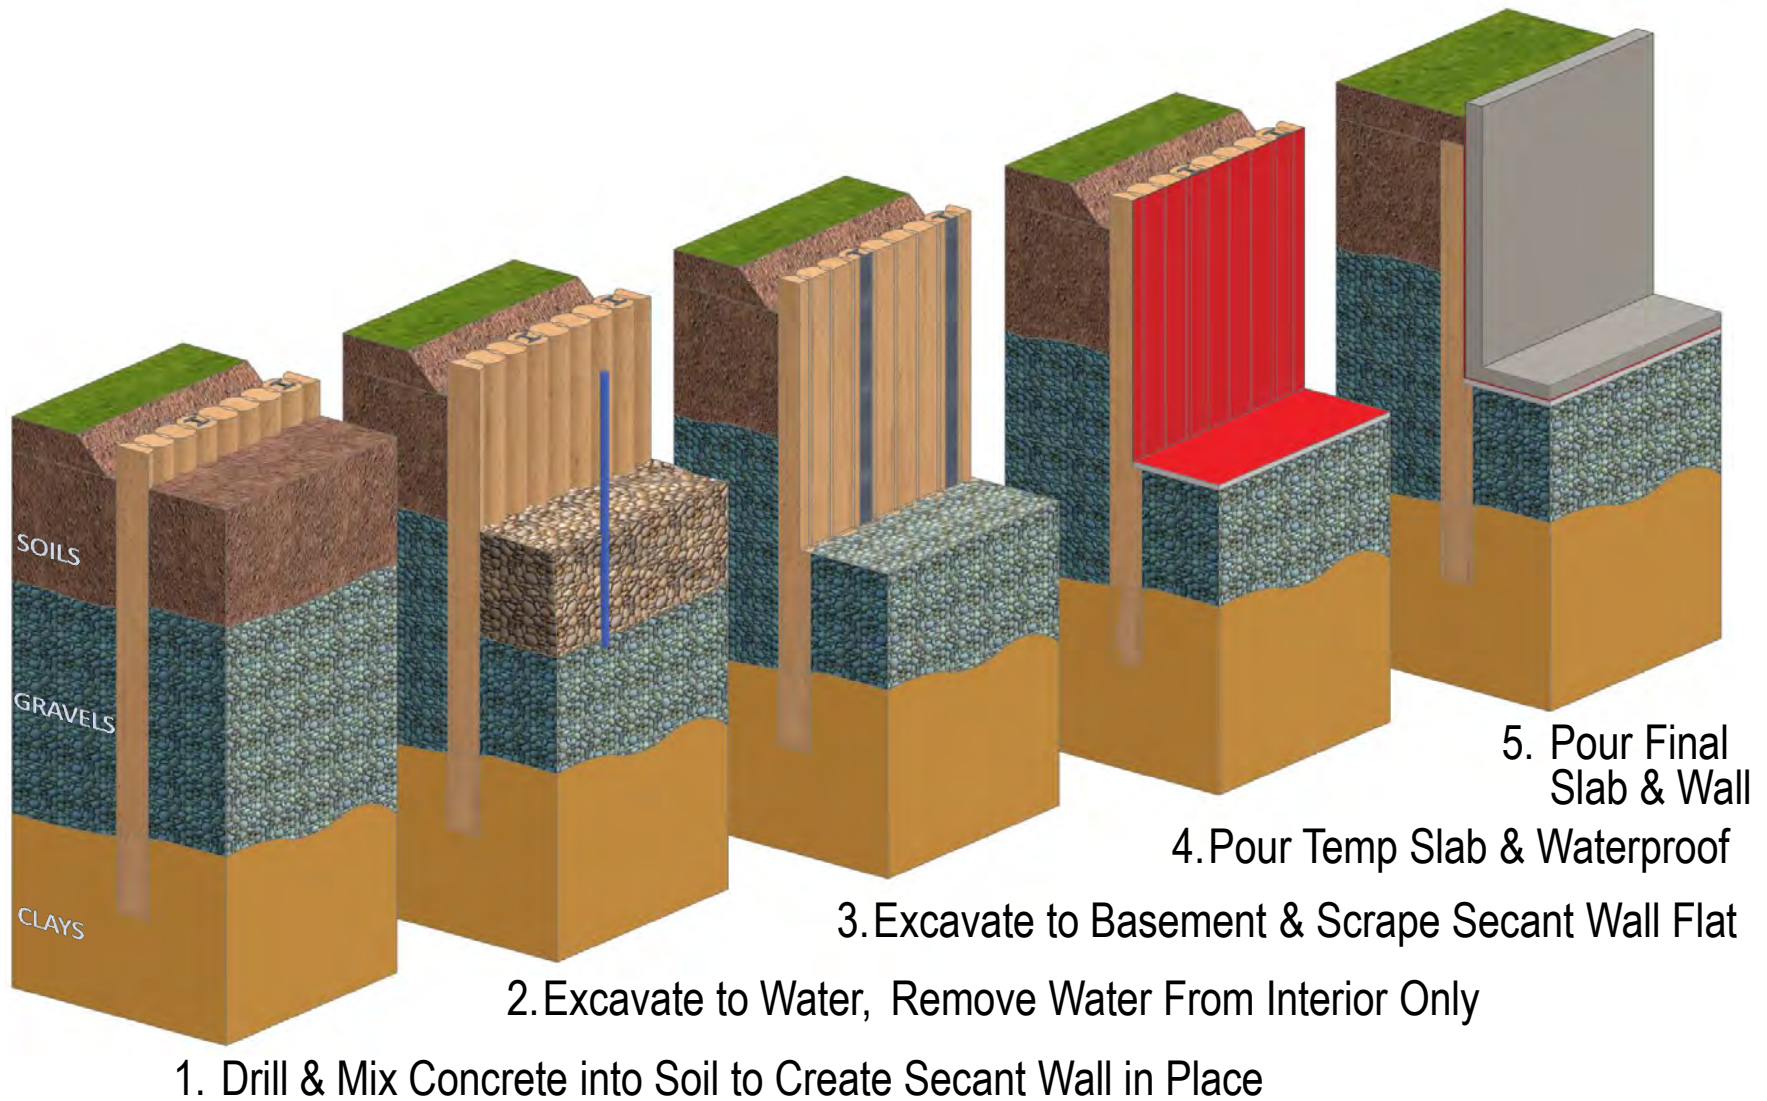 SOILS
GRAVELS
CLAYS
5. Pour Final
Slab & Wall
4. Pour Temp Slab & Waterproof
3. Excavate to Basement & Scrape Secant Wall Flat
2. Excavate to Water, Remove Water From Interior Only
1. Drill & Mix Concrete into Soil to Create Secant Wall in Place